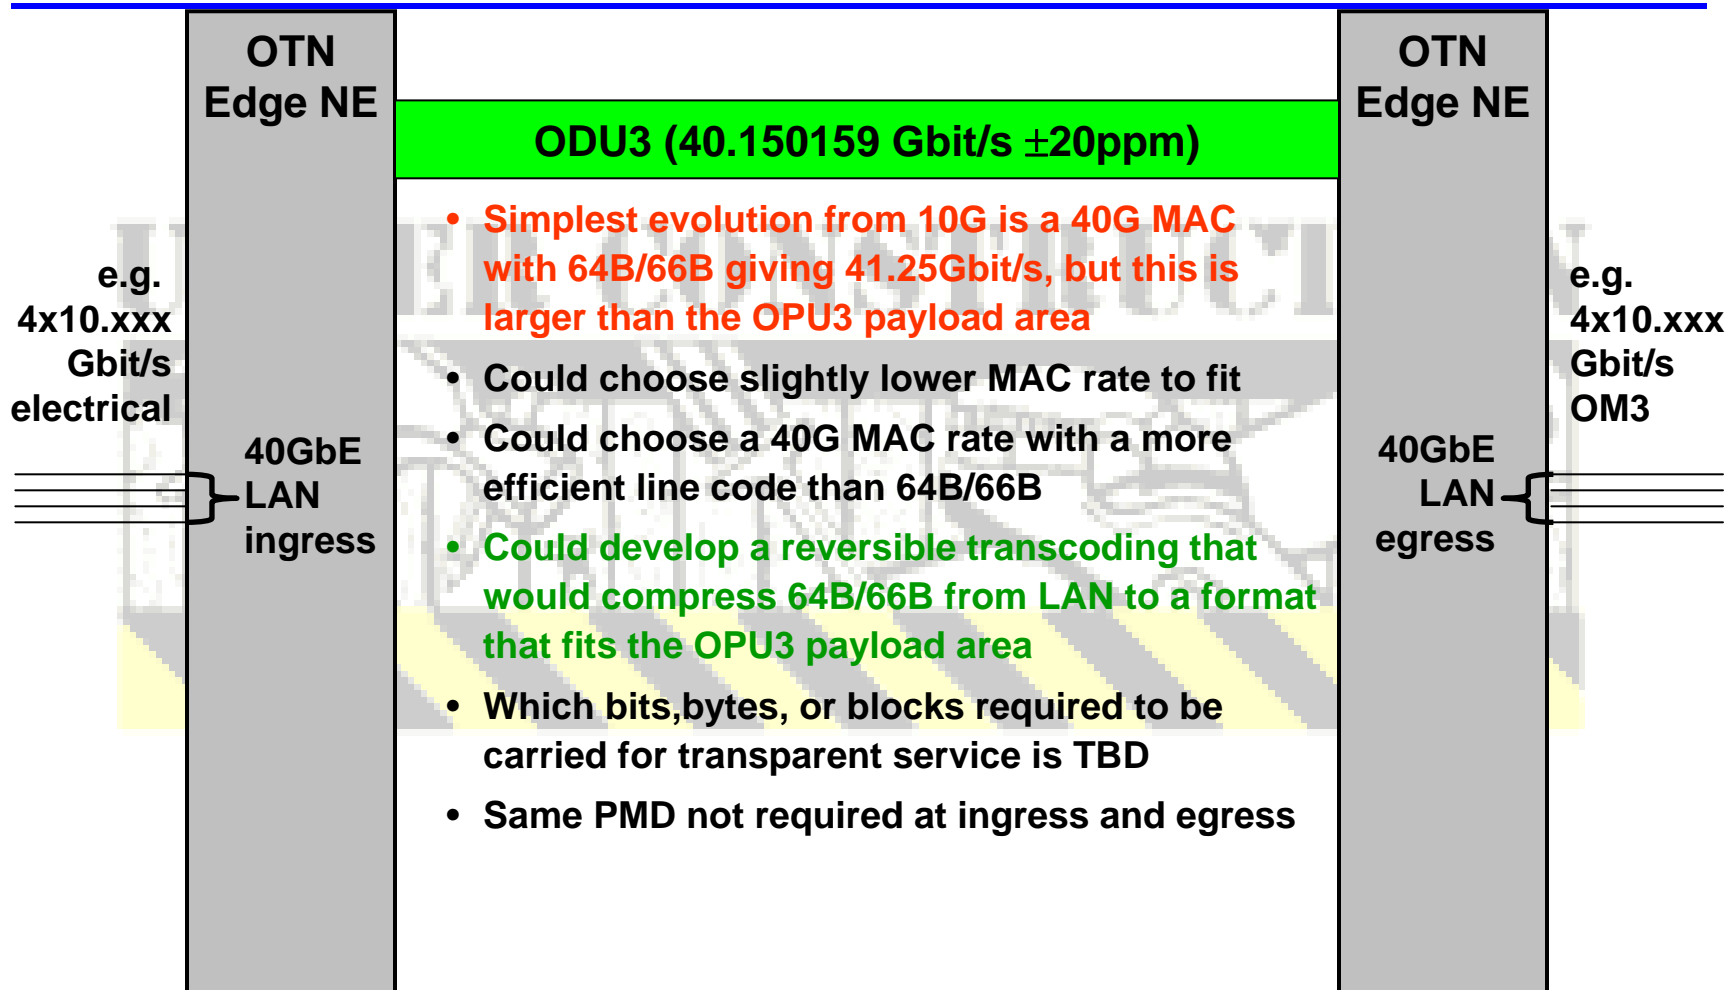 OTN
Edge NE
OTN
Edge NE
ODU3 (40.150159 Gbit/s ±20ppm)
• Simplest evolution from 10G is a 40G MAC
with 64B/66B giving 41.25Gbit/s, but this is
larger than the OPU3 payload area
• Could choose slightly lower MAC rate to fit
• Could choose a 40G MAC rate with a more
efficient line code than 64B/66B
• Could develop a reversible transcoding that
would compress 64B/66B from LAN to a format
that fits the OPU3 payload area
• Which bits,bytes, or blocks required to be
carried for transparent service is TBD
• Same PMD not required at ingress and egress
e.g.
4x10.xxx
Gbit/s
electrical
40GbE
LAN
ingress
40GbE
LAN
egress
e.g.
4x10.xxx
Gbit/s
OM3